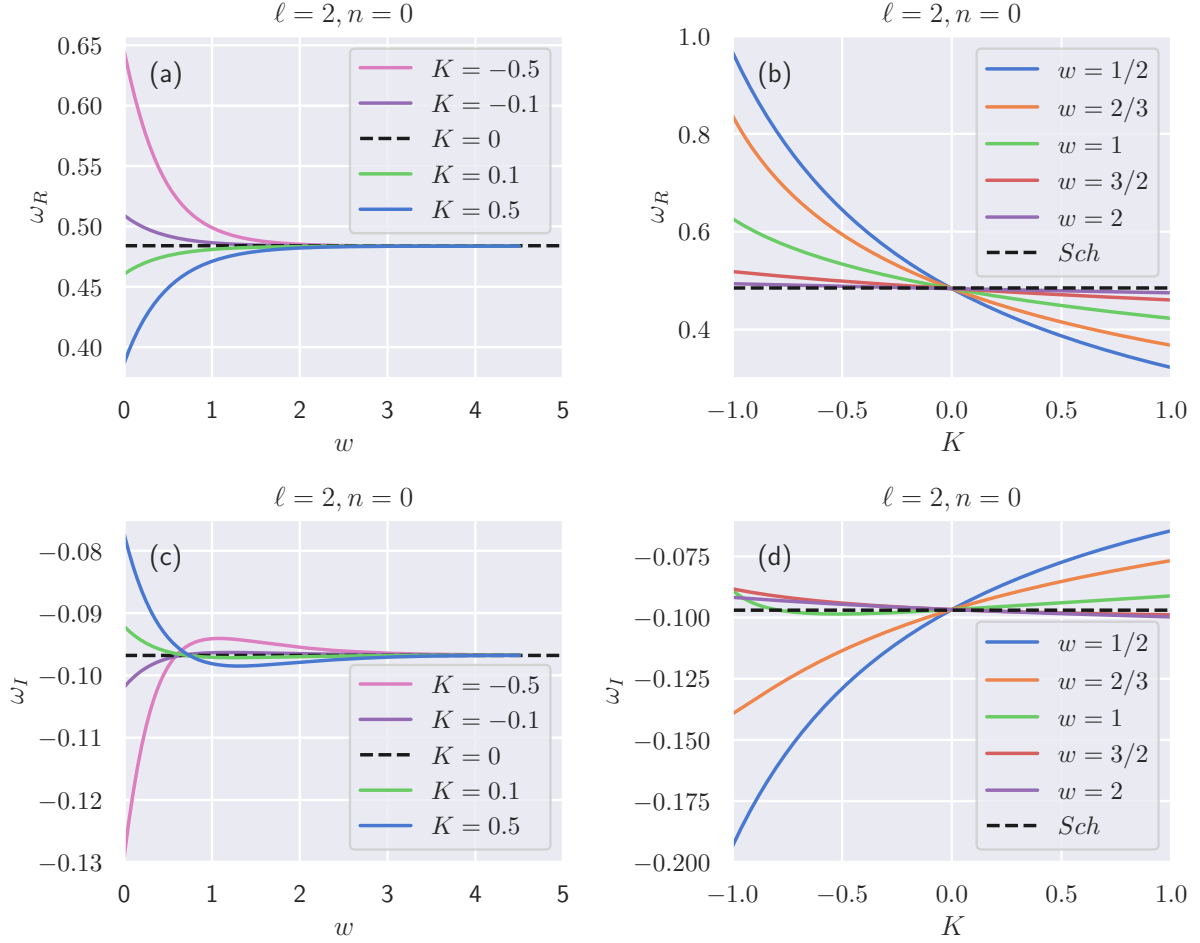 ℓ = 2, n = 0
(a)
K = −0.5
K = −0.1
K = 0
K = 0.1
K = 0.5
0.65
0.60
0.55
0.50
0.45
0.40
ω_R
0 1 2 3 4 5
w
ℓ = 2, n = 0
(b)
w = 1/2
w = 2/3
w = 1
w = 3/2
w = 2
Sch
1.0
0.8
0.6
0.4
ω_R
−1.0 −0.5 0.0 0.5 1.0
K
ℓ = 2, n = 0
(c)
−0.08
−0.09
−0.10
−0.11
−0.12
−0.13
ω_I
K = −0.5
K = −0.1
K = 0
K = 0.1
K = 0.5
0 1 2 3 4 5
w
ℓ = 2, n = 0
(d)
−0.075
−0.100
−0.125
−0.150
−0.175
−0.200
ω_I
w = 1/2
w = 2/3
w = 1
w = 3/2
w = 2
Sch
−1.0 −0.5 0.0 0.5 1.0
K